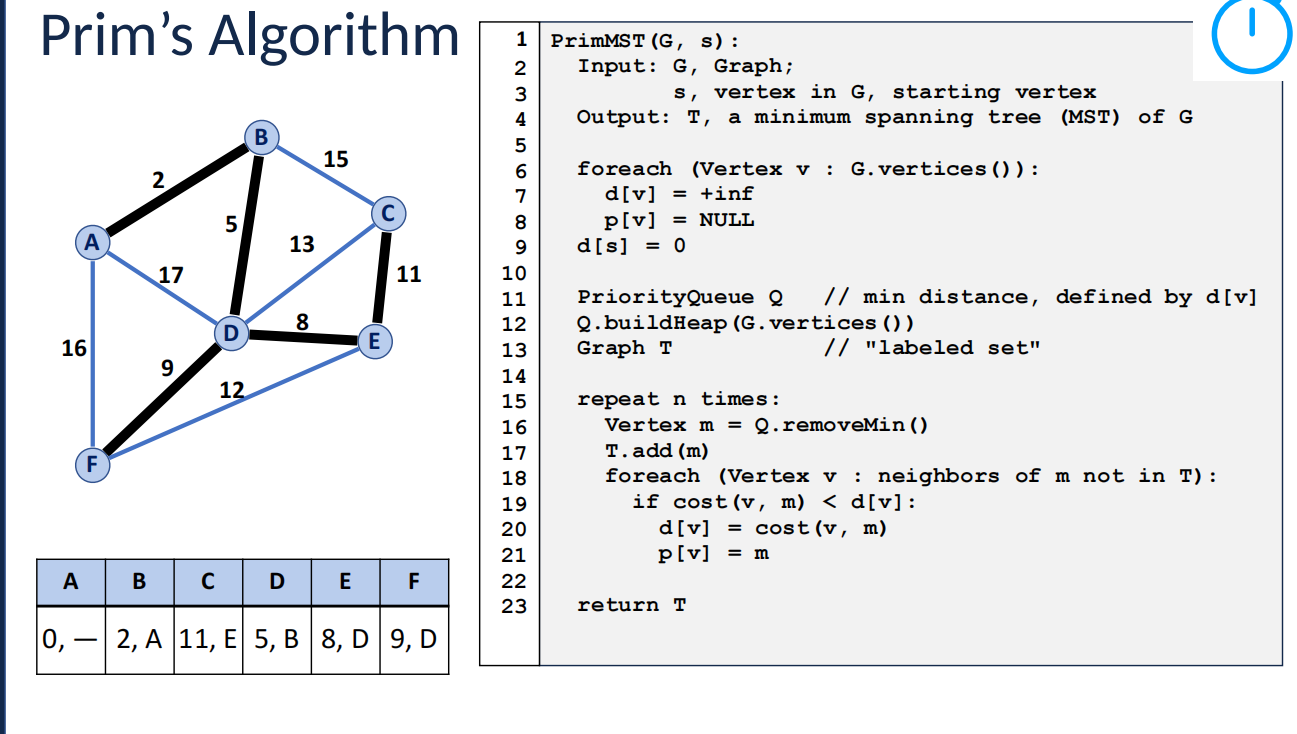 Prim’s Algorithm
B
15
2
C
5
13
A
17
11
8
D
E
16
9
12
F
A B C D E F
0, — 2, A 11, E 5, B 8, D 9, D
1 PrimMST(G, s):
2   Input: G, Graph;
3          s, vertex in G, starting vertex
4   Output: T, a minimum spanning tree (MST) of G
5
6   foreach (Vertex v : G.vertices()):
7     d[v] = +inf
8     p[v] = NULL
9   d[s] = 0
10
11   PriorityQueue Q   // min distance, defined by d[v]
12   Q.buildHeap(G.vertices())
13   Graph T           // "labeled set"
14
15   repeat n times:
16     Vertex m = Q.removeMin()
17     T.add(m)
18     foreach (Vertex v : neighbors of m not in T):
19       if cost(v, m) < d[v]:
20         d[v] = cost(v, m)
21         p[v] = m
22
23   return T